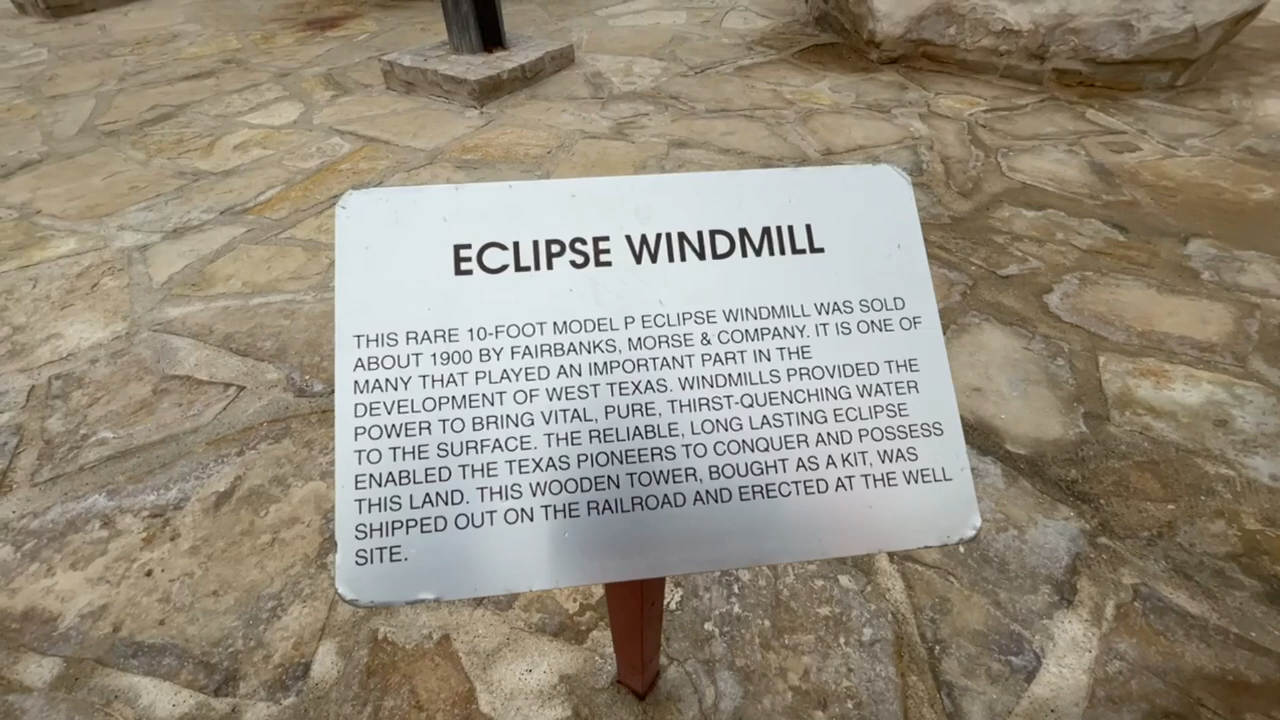 ECLIPSE WINDMILL
THIS RARE 10-FOOT MODEL P ECLIPSE WINDMILL WAS SOLD
ABOUT 1900 BY FAIRBANKS, MORSE & COMPANY. IT IS ONE OF
MANY THAT PLAYED AN IMPORTANT PART IN THE
DEVELOPMENT OF WEST TEXAS. WINDMILLS PROVIDED THE
POWER TO BRING VITAL, PURE, THIRST-QUENCHING WATER
TO THE SURFACE. THE RELIABLE, LONG LASTING ECLIPSE
ENABLED THE TEXAS PIONEERS TO CONQUER AND POSSESS
THIS LAND. THIS WOODEN TOWER, BOUGHT AS A KIT, WAS
SHIPPED OUT ON THE RAILROAD AND ERECTED AT THE WELL
SITE.